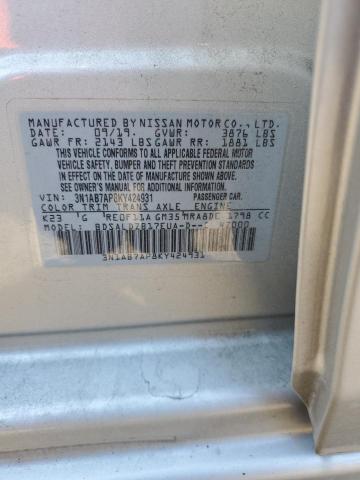 MANUFACTURED BY NISSAN MOTOR CO., LTD.
DATE: 09/19. GVWR: 3876 LBS
GAWR FR: 2143 LBS GAWR RR: 1881 LBS
THIS VEHICLE CONFORMS TO ALL APPLICABLE FEDERAL MOTOR
VEHICLE SAFETY, BUMPER AND THEFT PREVENTION STANDARDS
IN EFFECT ON THE DATE OF MANUFACTURE SHOWN ABOVE.
SEE OWNER'S MANUAL
VIN: 3N1AB7AP8KY424931 PASSENGER CAR.
COLOR TRIM TRANS AXLE ENGINE
K23 G RE0F11A GM35 MRA8DE 1798 CC
MODEL: BDSALDZB17EUA-D-- 47000
3N1AB7AP8KY424931